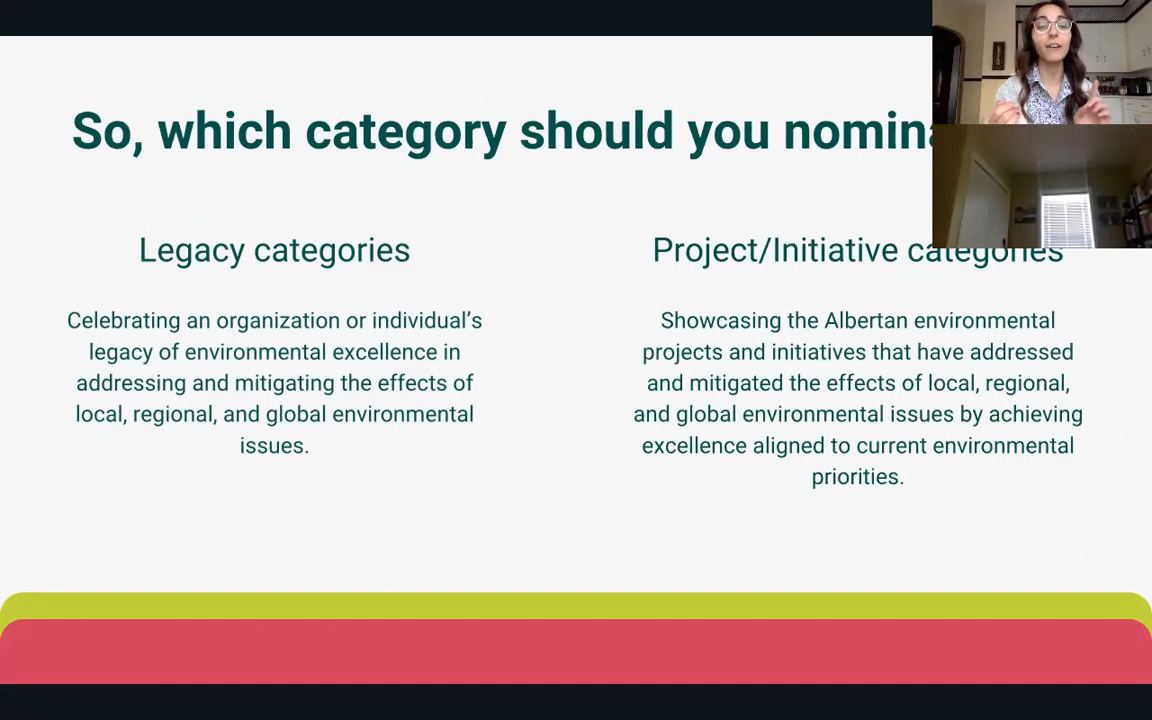 So, which category should you
Legacy categories
Project/Initiative categories
Celebrating an organization or individual’s
legacy of environmental excellence in
addressing and mitigating the effects of
local, regional, and global environmental
issues.
Showcasing the Albertan environmental
projects and initiatives that have addressed
and mitigated the effects of local, regional,
and global environmental issues by achieving
excellence aligned to current environmental
priorities.